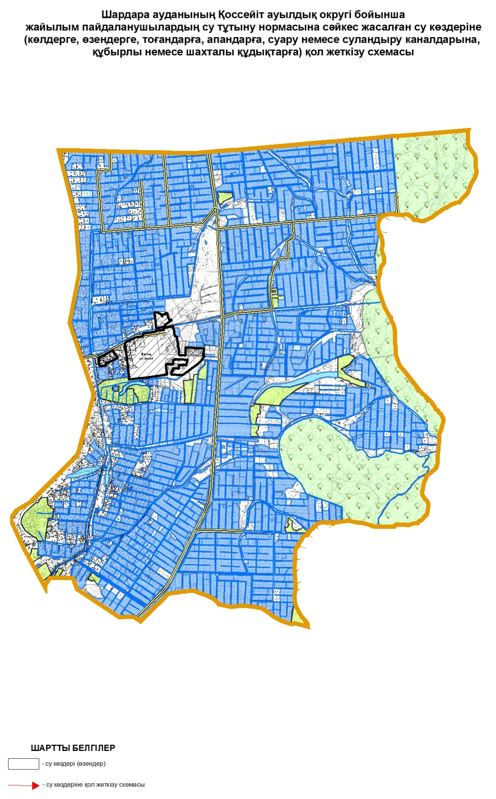 Шардара ауданының Қоссейіт ауылдық округі бойынша
жайылым пайдаланушылардың су тұтыну нормасына сәйкес жасалған су көздеріне
(көлдерге, өзендерге, тоғандарға, апандарға, суару немесе суландыру каналдарына,
құбырлы немесе шахталы құдықтарға) қол жеткізу схемасы
ШАРТТЫ БЕЛГІЛЕР
- су көздері (өзендер)
- су көздеріне қол жеткізу схемасы